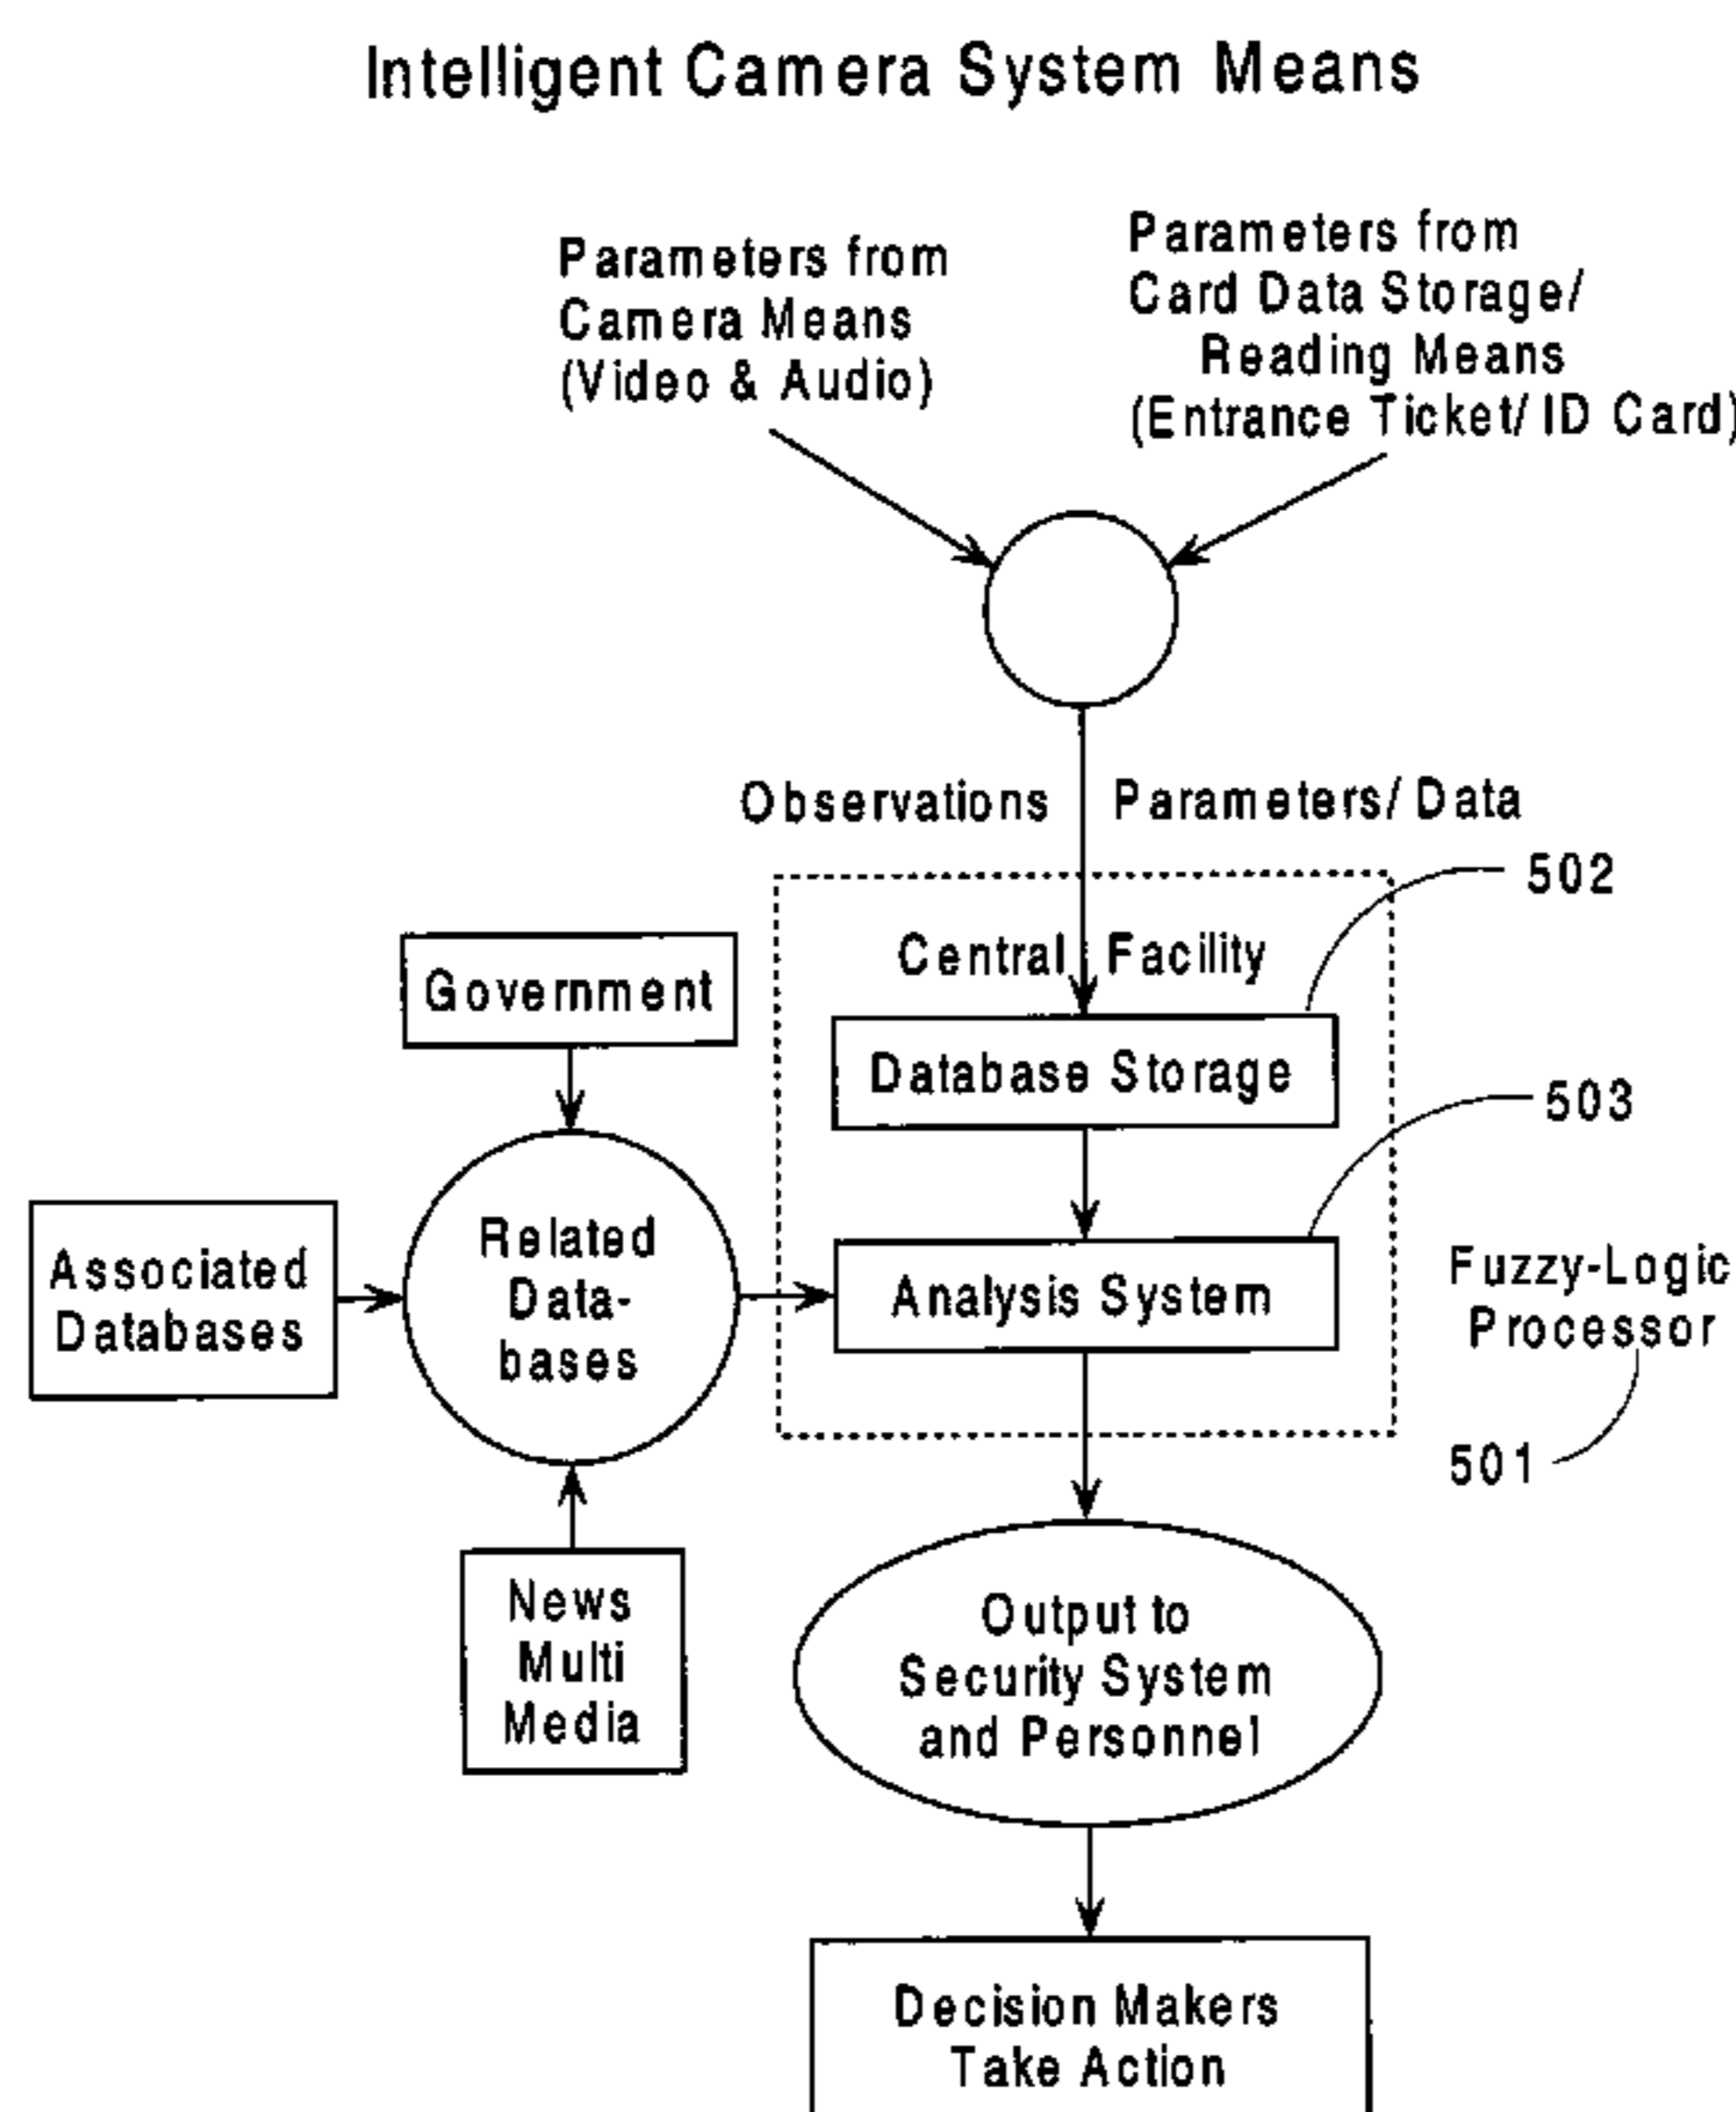 Intelligent Camera System Means
Parameters from
Camera Means
(Video & Audio)
Parameters from
Card Data Storage/
Reading Means
(Entrance Ticket/ ID Card)
Observations
Parameters/ Data
502
Central Facility
Government
Database Storage
503
Associated
Databases
Related
Data-
bases
Analysis System
Fuzzy-Logic
Processor
501
News
Multi
Media
Output to
Security System
and Personnel
Decision Makers
Take Action